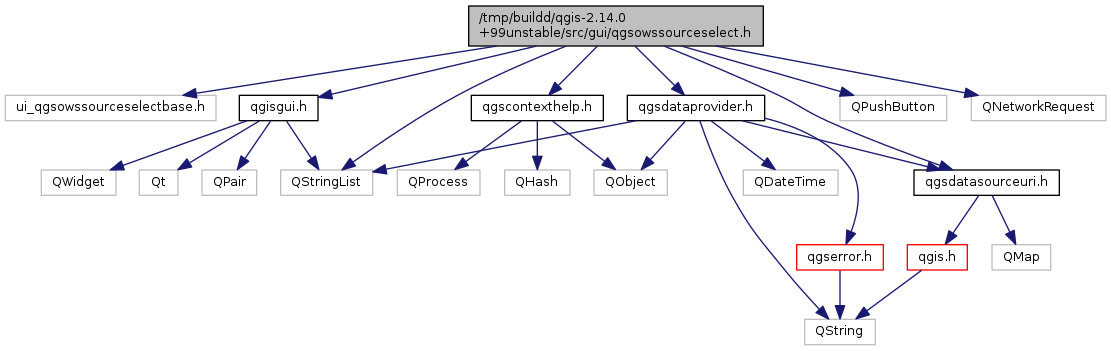 /tmp/buildd/qgis-2.14.0
+99unstable/src/gui/qgsowssourceselect.h
ui_qgsowssourceselectbase.h
qgisgui.h
qgscontexthelp.h
qgsdataprovider.h
QPushButton
QNetworkRequest
QWidget
Qt
QPair
QStringList
QProcess
QHash
QObject
QDateTime
qgsdatasourceuri.h
qgserror.h
qgis.h
QMap
QString